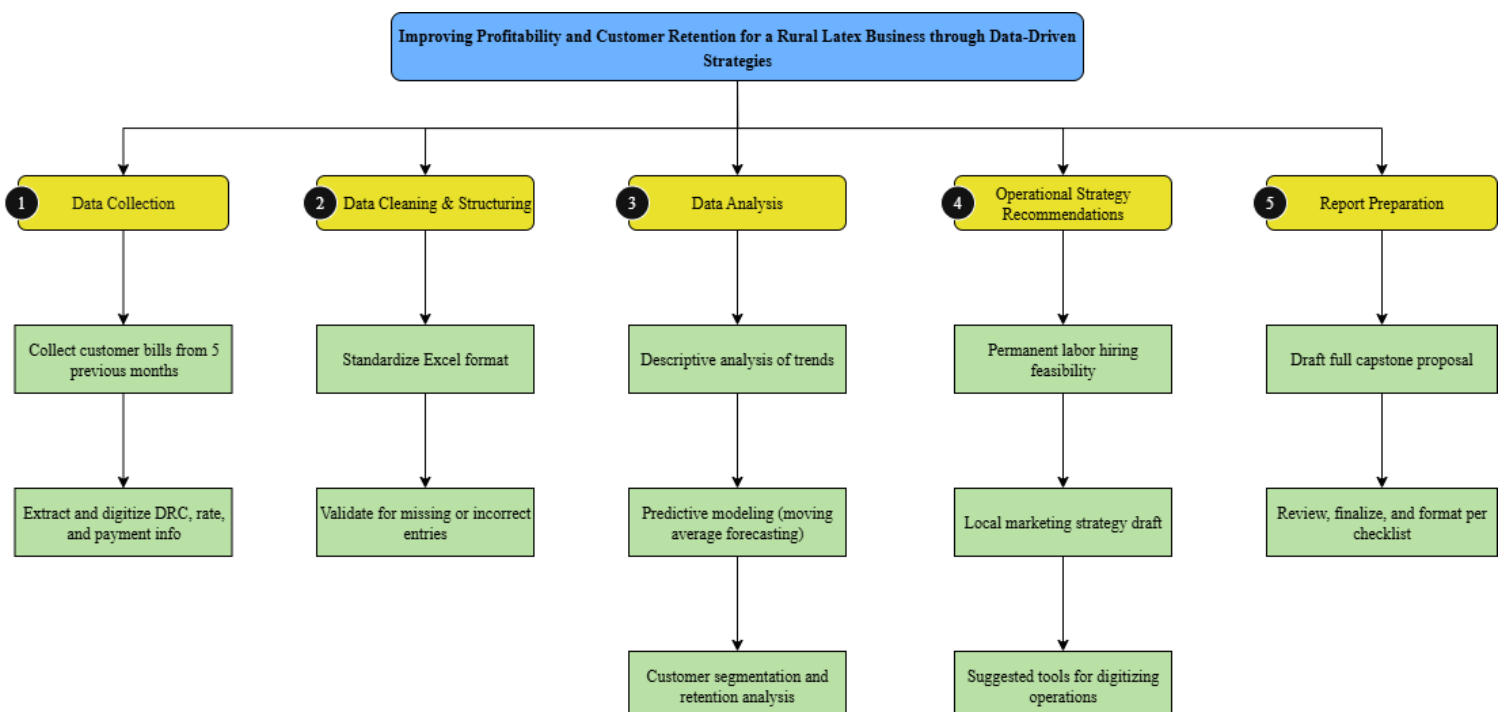 Improving Profitability and Customer Retention for a Rural Latex Business through Data-Driven
Strategies
1
Data Collection
2
Data Cleaning & Structuring
3
Data Analysis
4
Operational Strategy
Recommendations
5
Report Preparation
Collect customer bills from 5
previous months
Standardize Excel format
Descriptive analysis of trends
Permanent labor hiring
feasibility
Draft full capstone proposal
Extract and digitize DRC, rate,
and payment info
Validate for missing or incorrect
entries
Predictive modeling (moving
average forecasting)
Local marketing strategy draft
Review, finalize, and format per
checklist
Customer segmentation and
retention analysis
Suggested tools for digitizing
operations